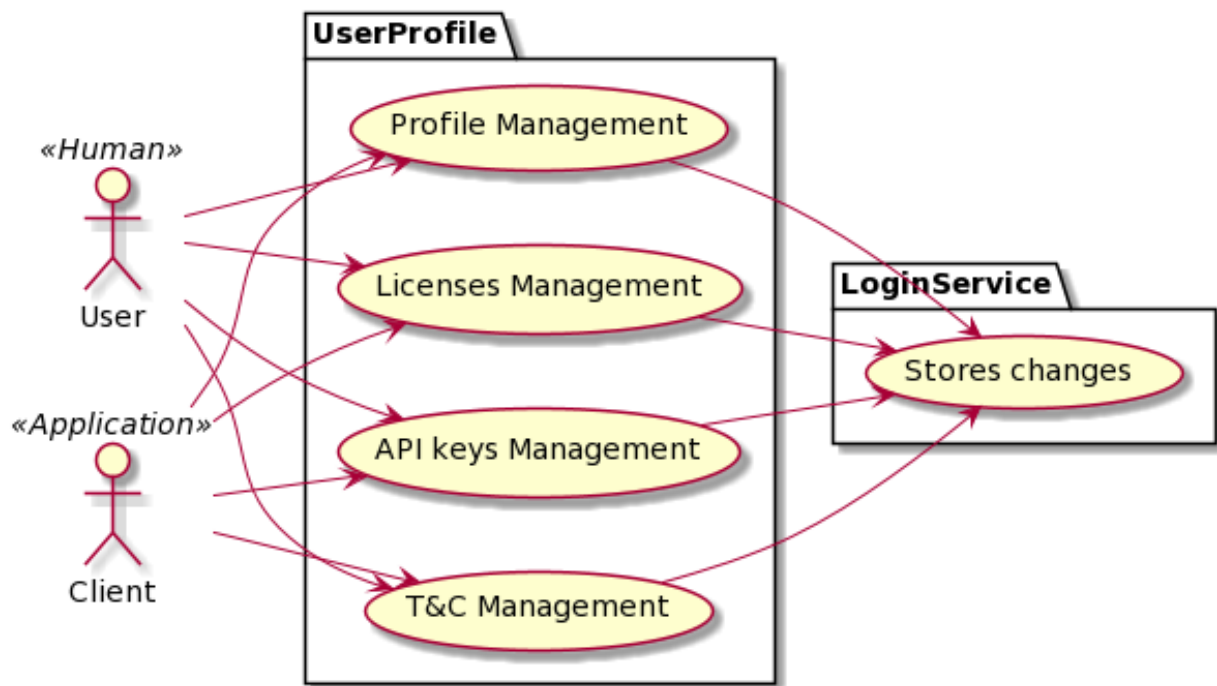 UserProfile
Profile Management
«Human»
User
Licenses Management
LoginService
Stores changes
«Application»
Client
API keys Management
T&C Management